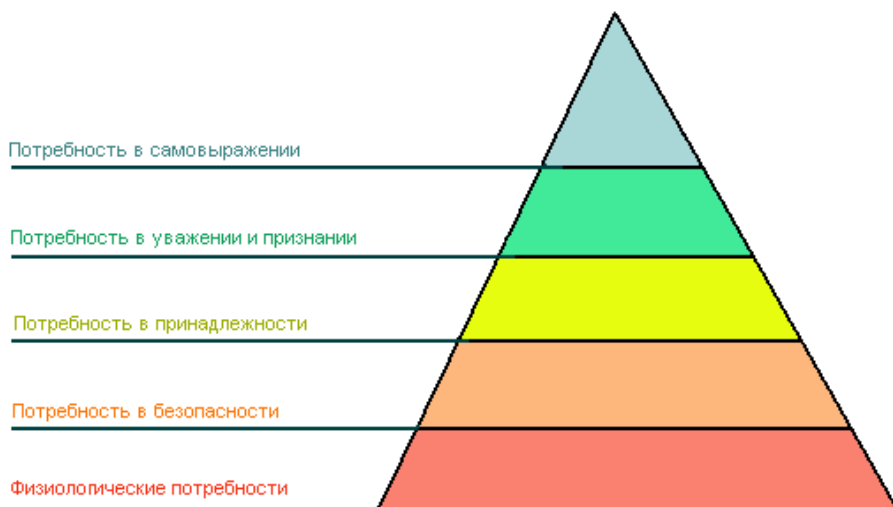 Потребность в самовыражении
Потребность в уважении и признании
Потребность в принадлежности
Потребность в безопасности
Физиологические потребности